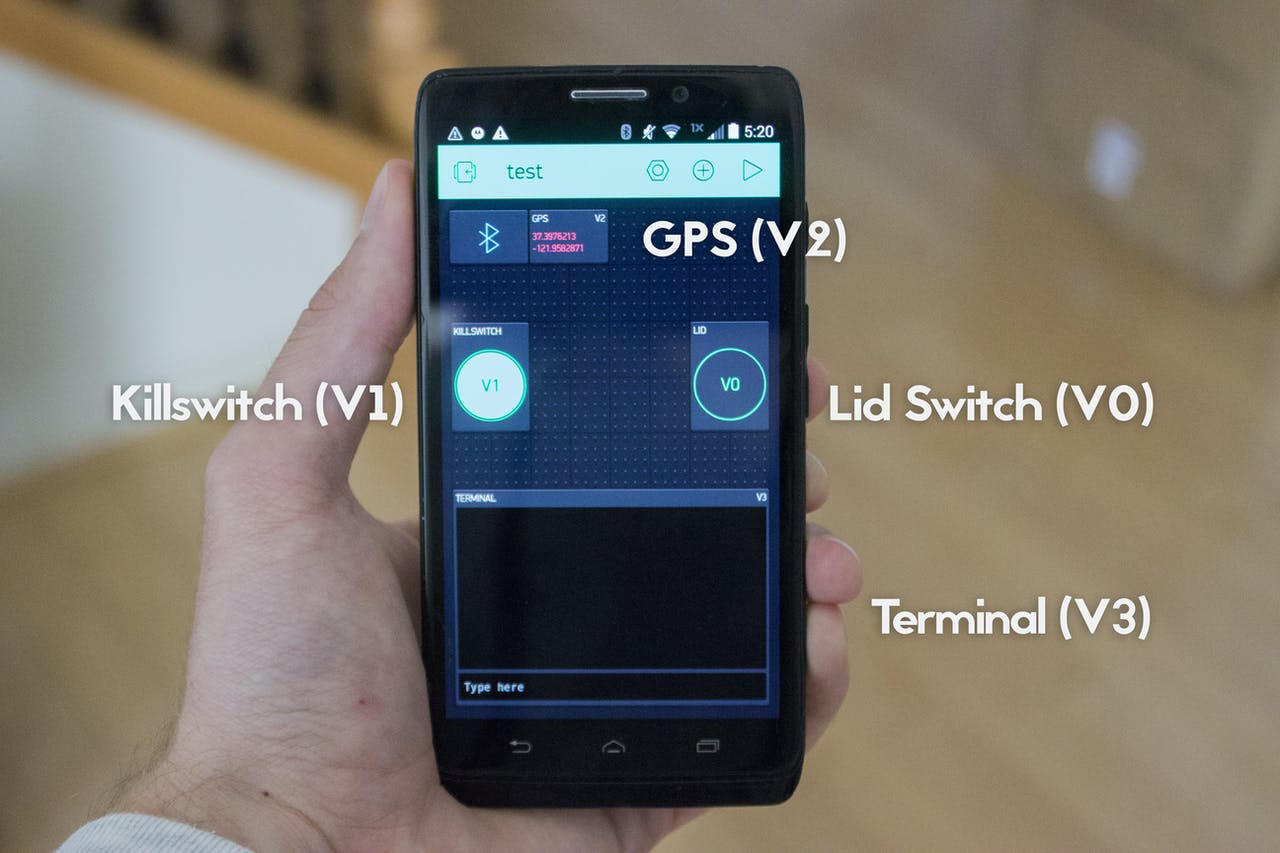 1X 5:20
test
GPS V2
37.3976213
-121.9582871
GPS (V2)
KILLSWITCH
V1
LID
V0
Killswitch (V1)
Lid Switch (V0)
TERMINAL V3
Terminal (V3)
Type here